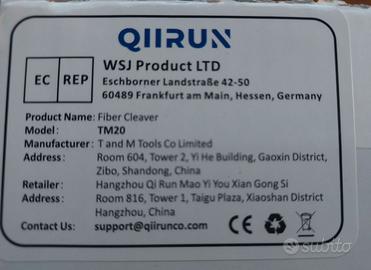 QIIRUN
EC REP
WSJ Product LTD
Eschborner Landstraße 42-50
60489 Frankfurt am Main, Hessen, Germany
Product Name: Fiber Cleaver
Model: TM20
Manufacturer: T and M Tools Co Limited
Address: Room 604, Tower 2, Yi He Building, Gaoxin District,
Zibo, Shandong, China
Retailer: Hangzhou Qi Run Mao Yi You Xian Gong Si
Address: Room 816, Tower 1, Taigu Plaza, Xiaoshan District
Hangzhou, China
Contact Us: support@qiirunco.com
CE
subito